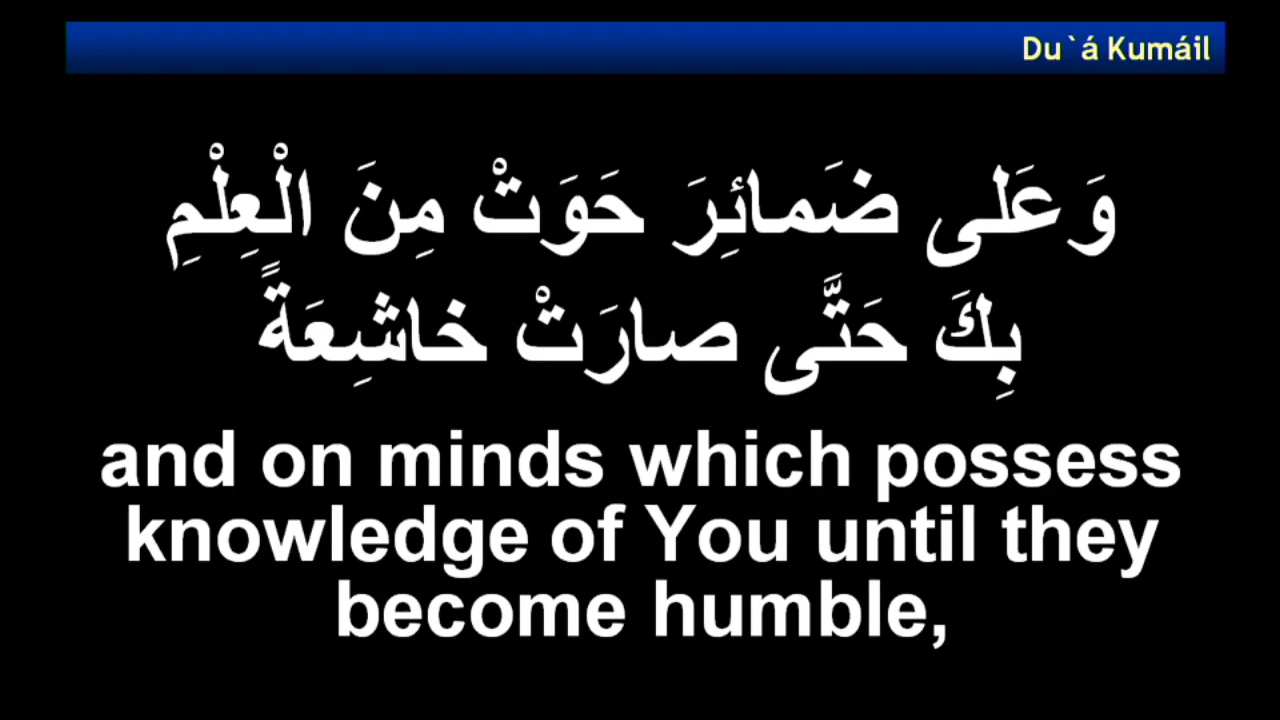 Du`á Kumáil
وَعَلى ضَمائِرَ حَوَتْ مِنَ الْعِلْمِ
بِكَ حَتَّى صارَتْ خاشِعَةً
and on minds which possess
knowledge of You until they
become humble,